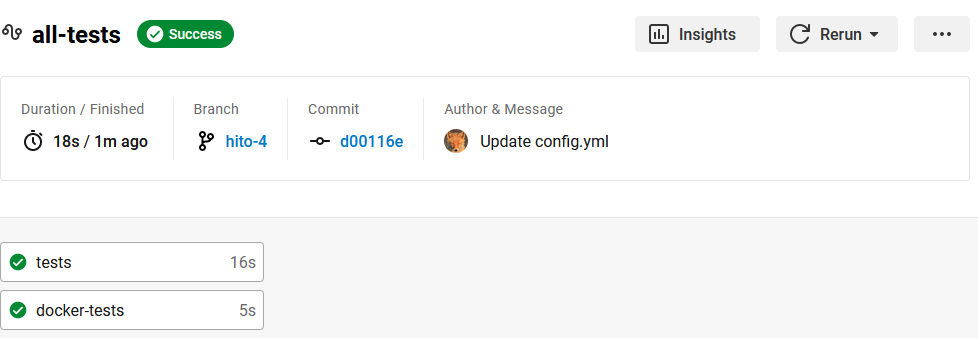 all-tests Success Insights Rerun
Duration / Finished Branch Commit Author & Message
18s / 1m ago hito-4 d00116e Update config.yml
tests 16s
docker-tests 5s